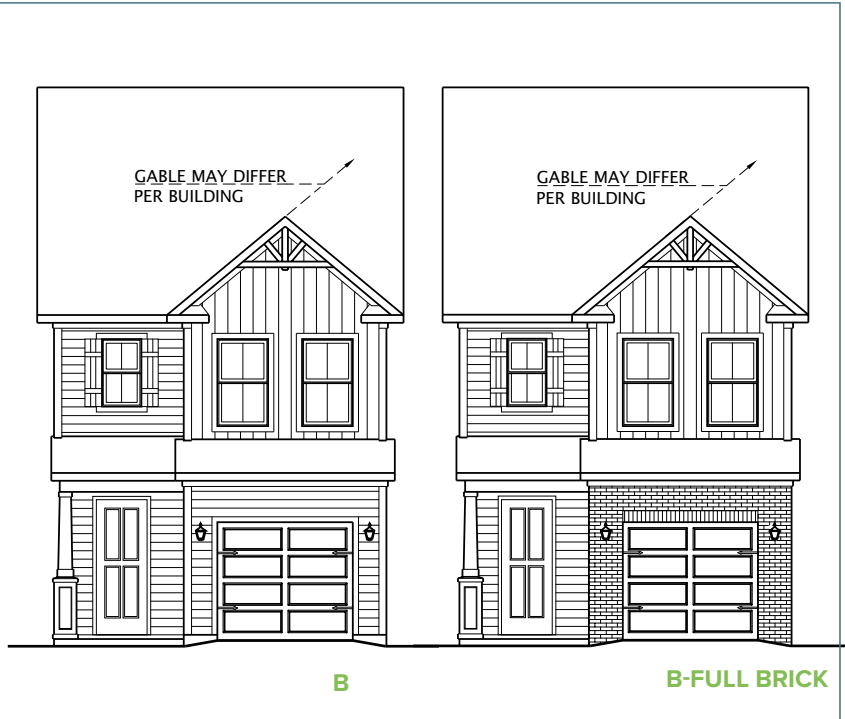 GABLE MAY DIFFER
PER BUILDING
GABLE MAY DIFFER
PER BUILDING
B
B-FULL BRICK